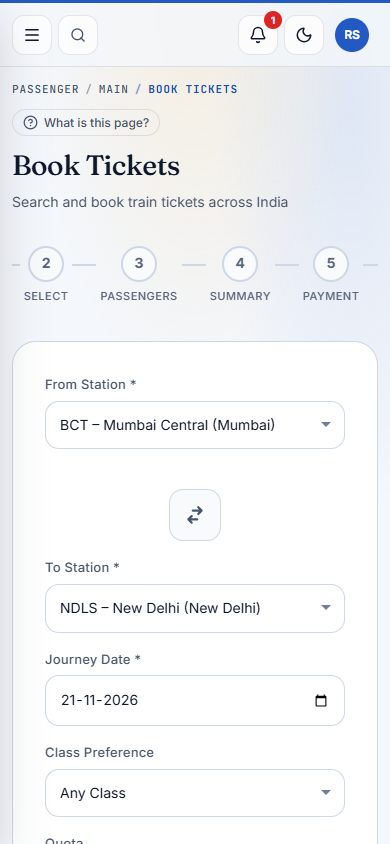 1
RS
PASSENGER / MAIN / BOOK TICKETS
What is this page?
Book Tickets
Search and book train tickets across India
2 3 4 5
SELECT PASSENGERS SUMMARY PAYMENT
From Station *
BCT – Mumbai Central (Mumbai)
To Station *
NDLS – New Delhi (New Delhi)
Journey Date *
21-11-2026
Class Preference
Any Class
Quota